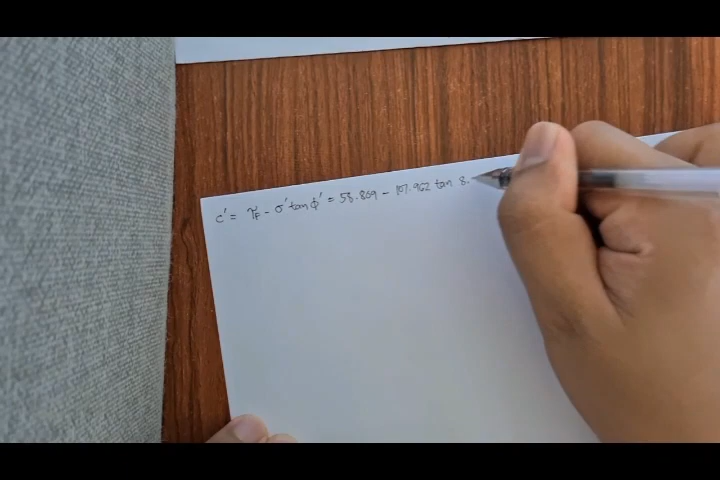 c' = τF - σ' tan ϕ' = 58.869 - 107.962 tan 8.